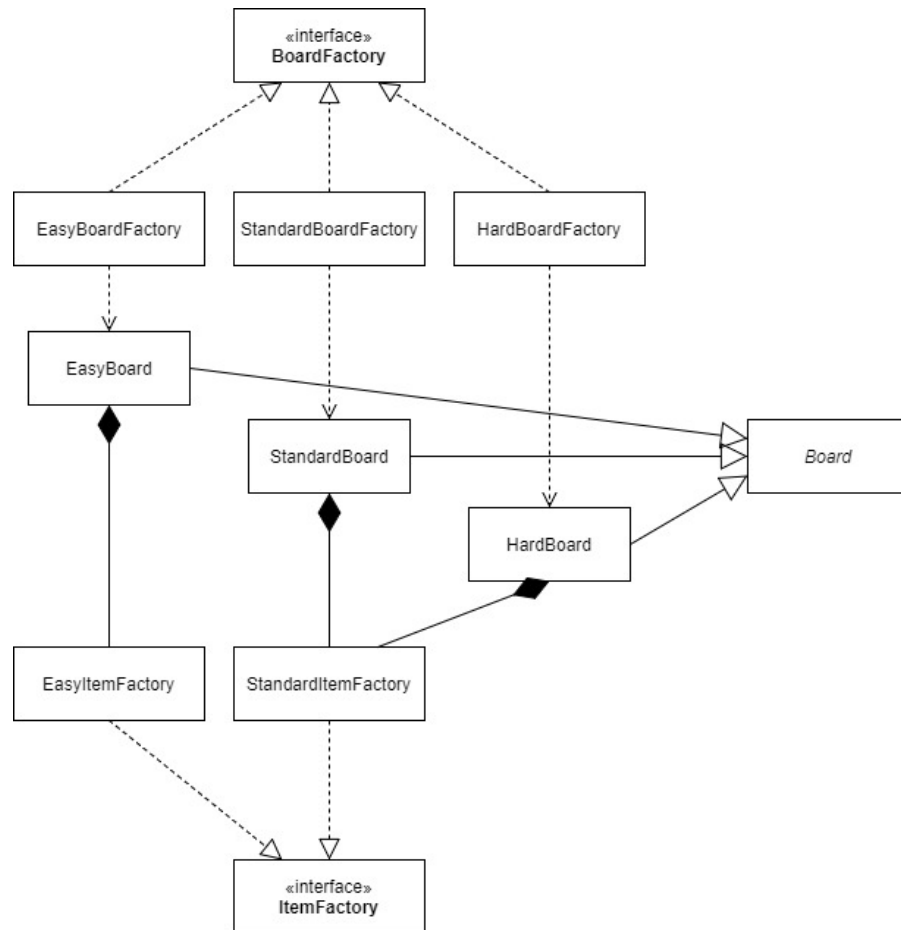 «interface»
BoardFactory
EasyBoardFactory
StandardBoardFactory
HardBoardFactory
EasyBoard
StandardBoard
Board
HardBoard
EasyItemFactory
StandardItemFactory
«interface»
ItemFactory